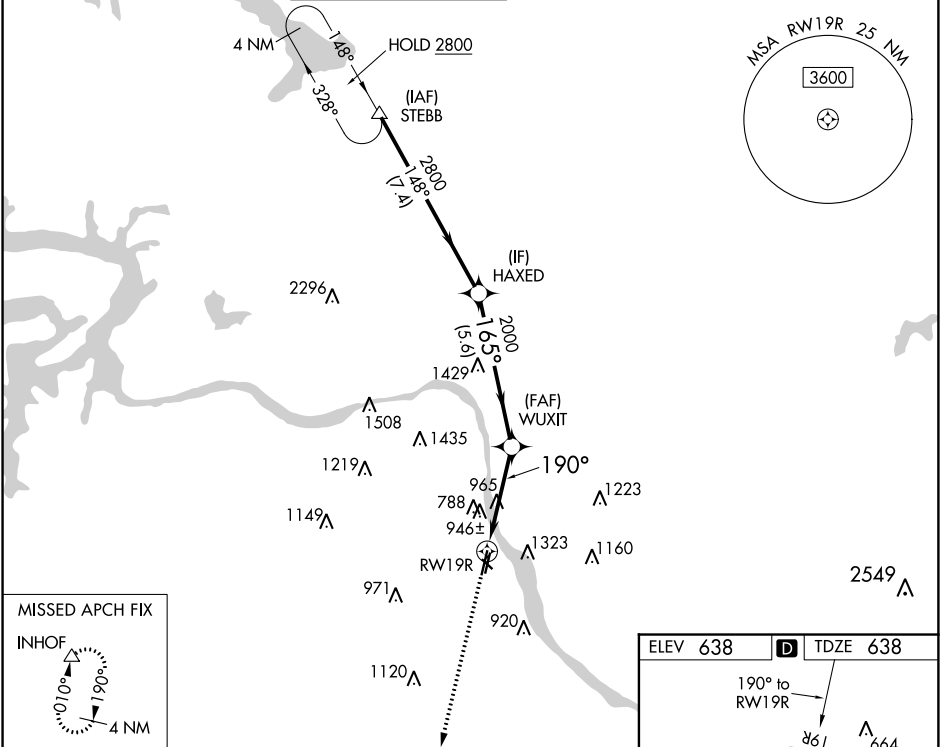 4 NM
148°
328°
HOLD 2800
(IAF)
STEBB
2800
148°
(7.4)
(IF)
HAXED
2000
165°
(5.6)
(FAF)
WUXIT
190°
2296
1429
1508
1435
1219
1149
965
788
946±
1223
1323
1160
RW19R
971
920
1120
2549
MSA RW19R 25 NM
3600
MISSED APCH FIX
INHOF
010°
190°
4 NM
ELEV 638
D
TDZE 638
190° to
RW19R
19R
664